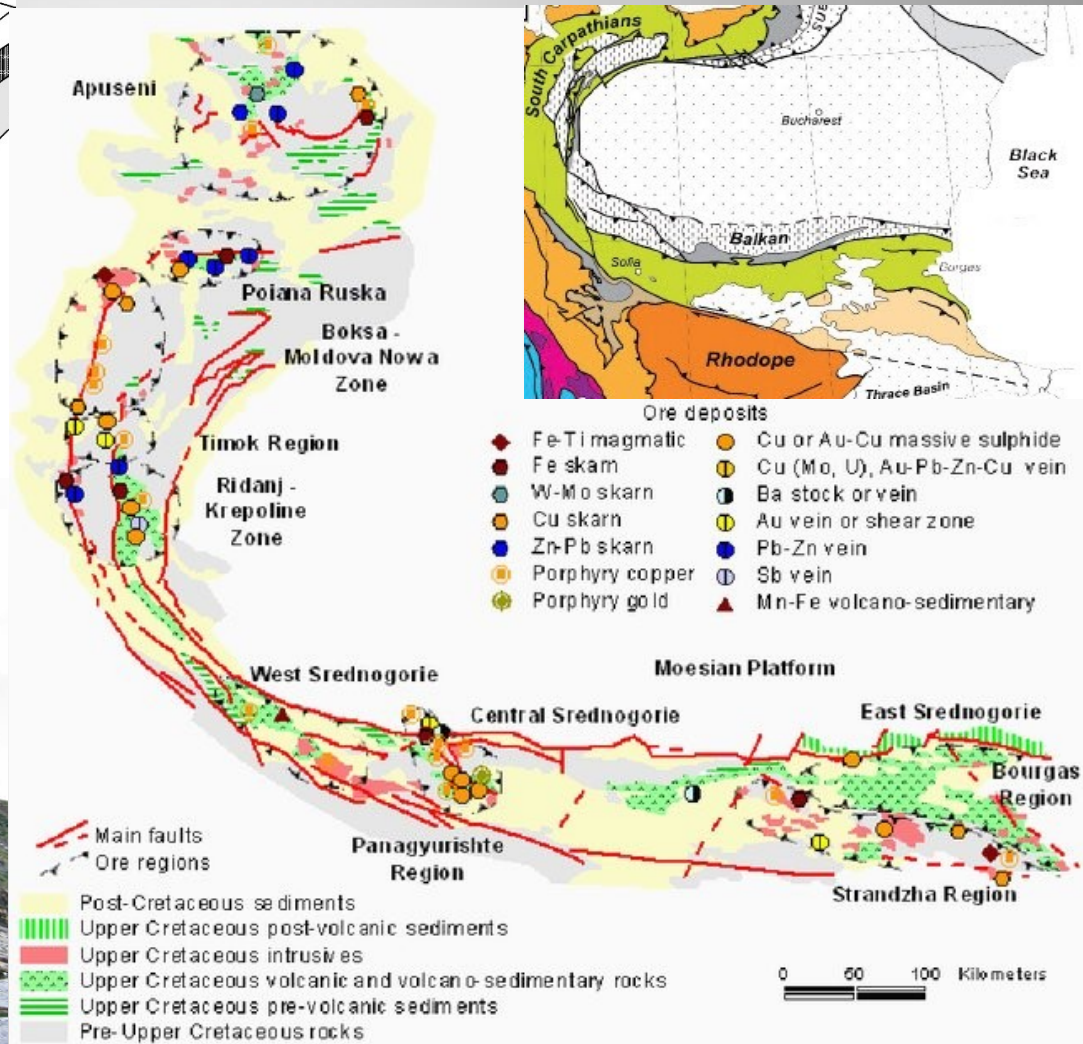 Apuseni
Poiana Ruska
Boksa -
Moldova Nowa
Zone
Timok Region
Ridanj -
Krepoline
Zone
South Carpathians
SUB
Bucharest
Black
Sea
Balkan
Sofia
Burgas
Rhodope
Thrace Basin
Ore deposits
Fe-Ti magmatic
Fe skarn
W-Mo skarn
Cu skarn
Zn-Pb skarn
Porphyry copper
Porphyry gold
Cu or Au-Cu massive sulphide
Cu (Mo, U), Au-Pb-Zn-Cu vein
Ba stock or vein
Au vein or shear zone
Pb-Zn vein
Sb vein
Mn-Fe volcano-sedimentary
West Srednogorie
Moesian Platform
Central Srednogorie
East Srednogorie
Bourgas
Region
Panagyurishte
Region
Strandzha Region
Main faults
Ore regions
Post-Cretaceous sediments
Upper Cretaceous post-volcanic sediments
Upper Cretaceous intrusives
Upper Cretaceous volcanic and volcano-sedimentary rocks
Upper Cretaceous pre-volcanic sediments
Pre-Upper Cretaceous rocks
0 50 100 Kilometers